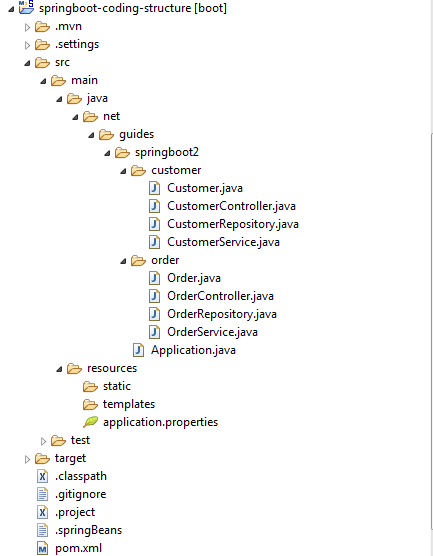 springboot-coding-structure [boot]
.mvn
.settings
src
main
java
net
guides
springboot2
customer
Customer.java
CustomerController.java
CustomerRepository.java
CustomerService.java
order
Order.java
OrderController.java
OrderRepository.java
OrderService.java
Application.java
resources
static
templates
application.properties
test
target
.classpath
.gitignore
.project
.springBeans
pom.xml